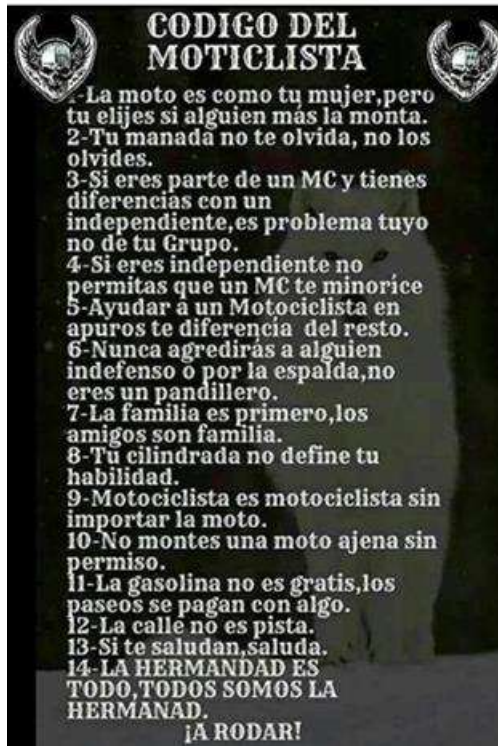 CODIGO DEL
MOTICLISTA
1-La moto es como tu mujer,pero
tu elijes si alguien más la monta.
2-Tu manada no te olvida, no los
olvides.
3-Si eres parte de un MC y tienes
diferencias con un
independiente,es problema tuyo
no de tu Grupo.
4-Si eres independiente no
permitas que un MC te minorice
5-Ayudar a un Motociclista en
apuros te diferencia del resto.
6-Nunca agredirás a alguien
indefenso o por la espalda,no
eres un pandillero.
7-La familia es primero,los
amigos son familia.
8-Tu cilindrada no define tu
habilidad.
9-Motociclista es motociclista sin
importar la moto.
10-No montes una moto ajena sin
permiso.
11-La gasolina no es gratis,los
paseos se pagan con algo.
12-La calle no es pista.
13-Si te saludan,saluda.
14-LA HERMANDAD ES
TODO,TODOS SOMOS LA
HERMANAD.
¡A RODAR!